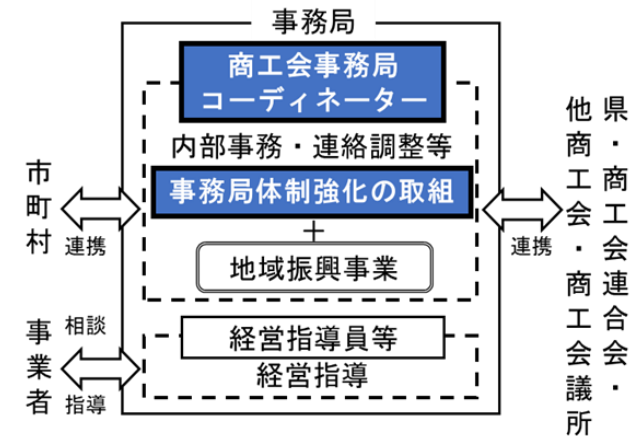 事務局
商工会事務局
コーディネーター
内部事務・連絡調整等
事務局体制強化の取組
＋
地域振興事業
経営指導員等
経営指導
市町村
連携
事業者
相談
指導
連携
県・商工会連合会・
他商工会・商工会議所